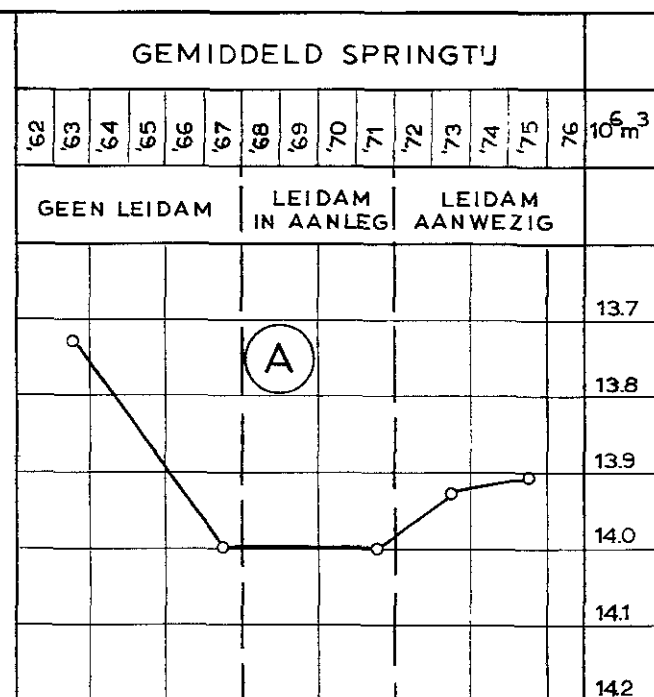 GEMIDDELD SPRINGTIJ
'62 '63 '64 '65 '66 '67 '68 '69 '70 '71 '72 '73 '74 '75 76 10⁶m³
GEEN LEIDAM
LEIDAM
IN AANLEG
LEIDAM
AANWEZIG
13.7
A
13.8
13.9
14.0
14.1
14.2